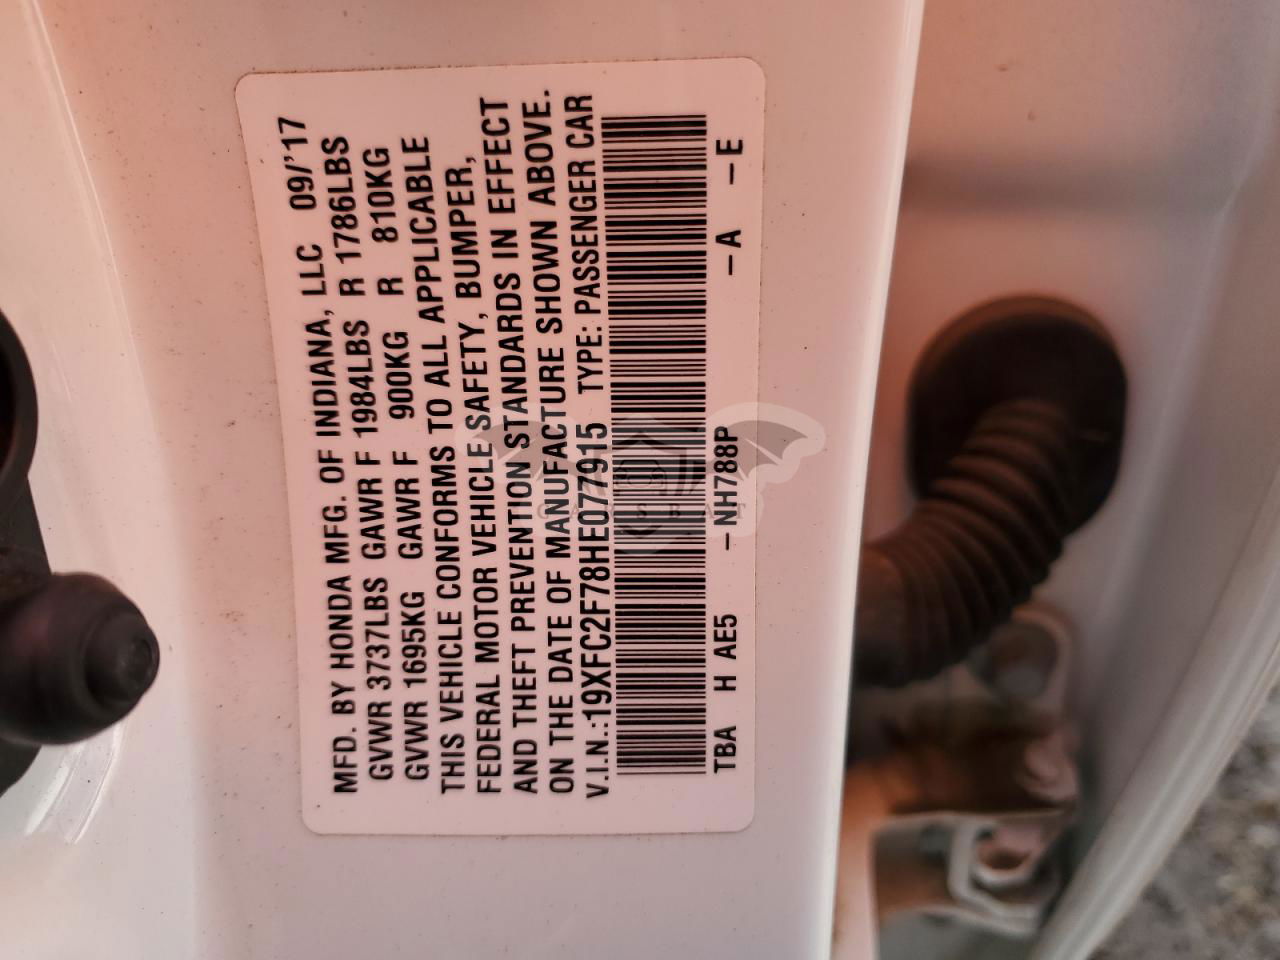 MFD. BY HONDA MFG. OF INDIANA, LLC 09/'17
GVWR 3737LBS GAWR F 1984LBS R 1786LBS
GVWR 1695KG GAWR F 900KG R 810KG
THIS VEHICLE CONFORMS TO ALL APPLICABLE
FEDERAL MOTOR VEHICLE SAFETY, BUMPER,
AND THEFT PREVENTION STANDARDS IN EFFECT
ON THE DATE OF MANUFACTURE SHOWN ABOVE.
V.I.N.:19XFC2F78HE077915 TYPE: PASSENGER CAR
TBA H AE5 –NH788P –A –E
CARSBAT